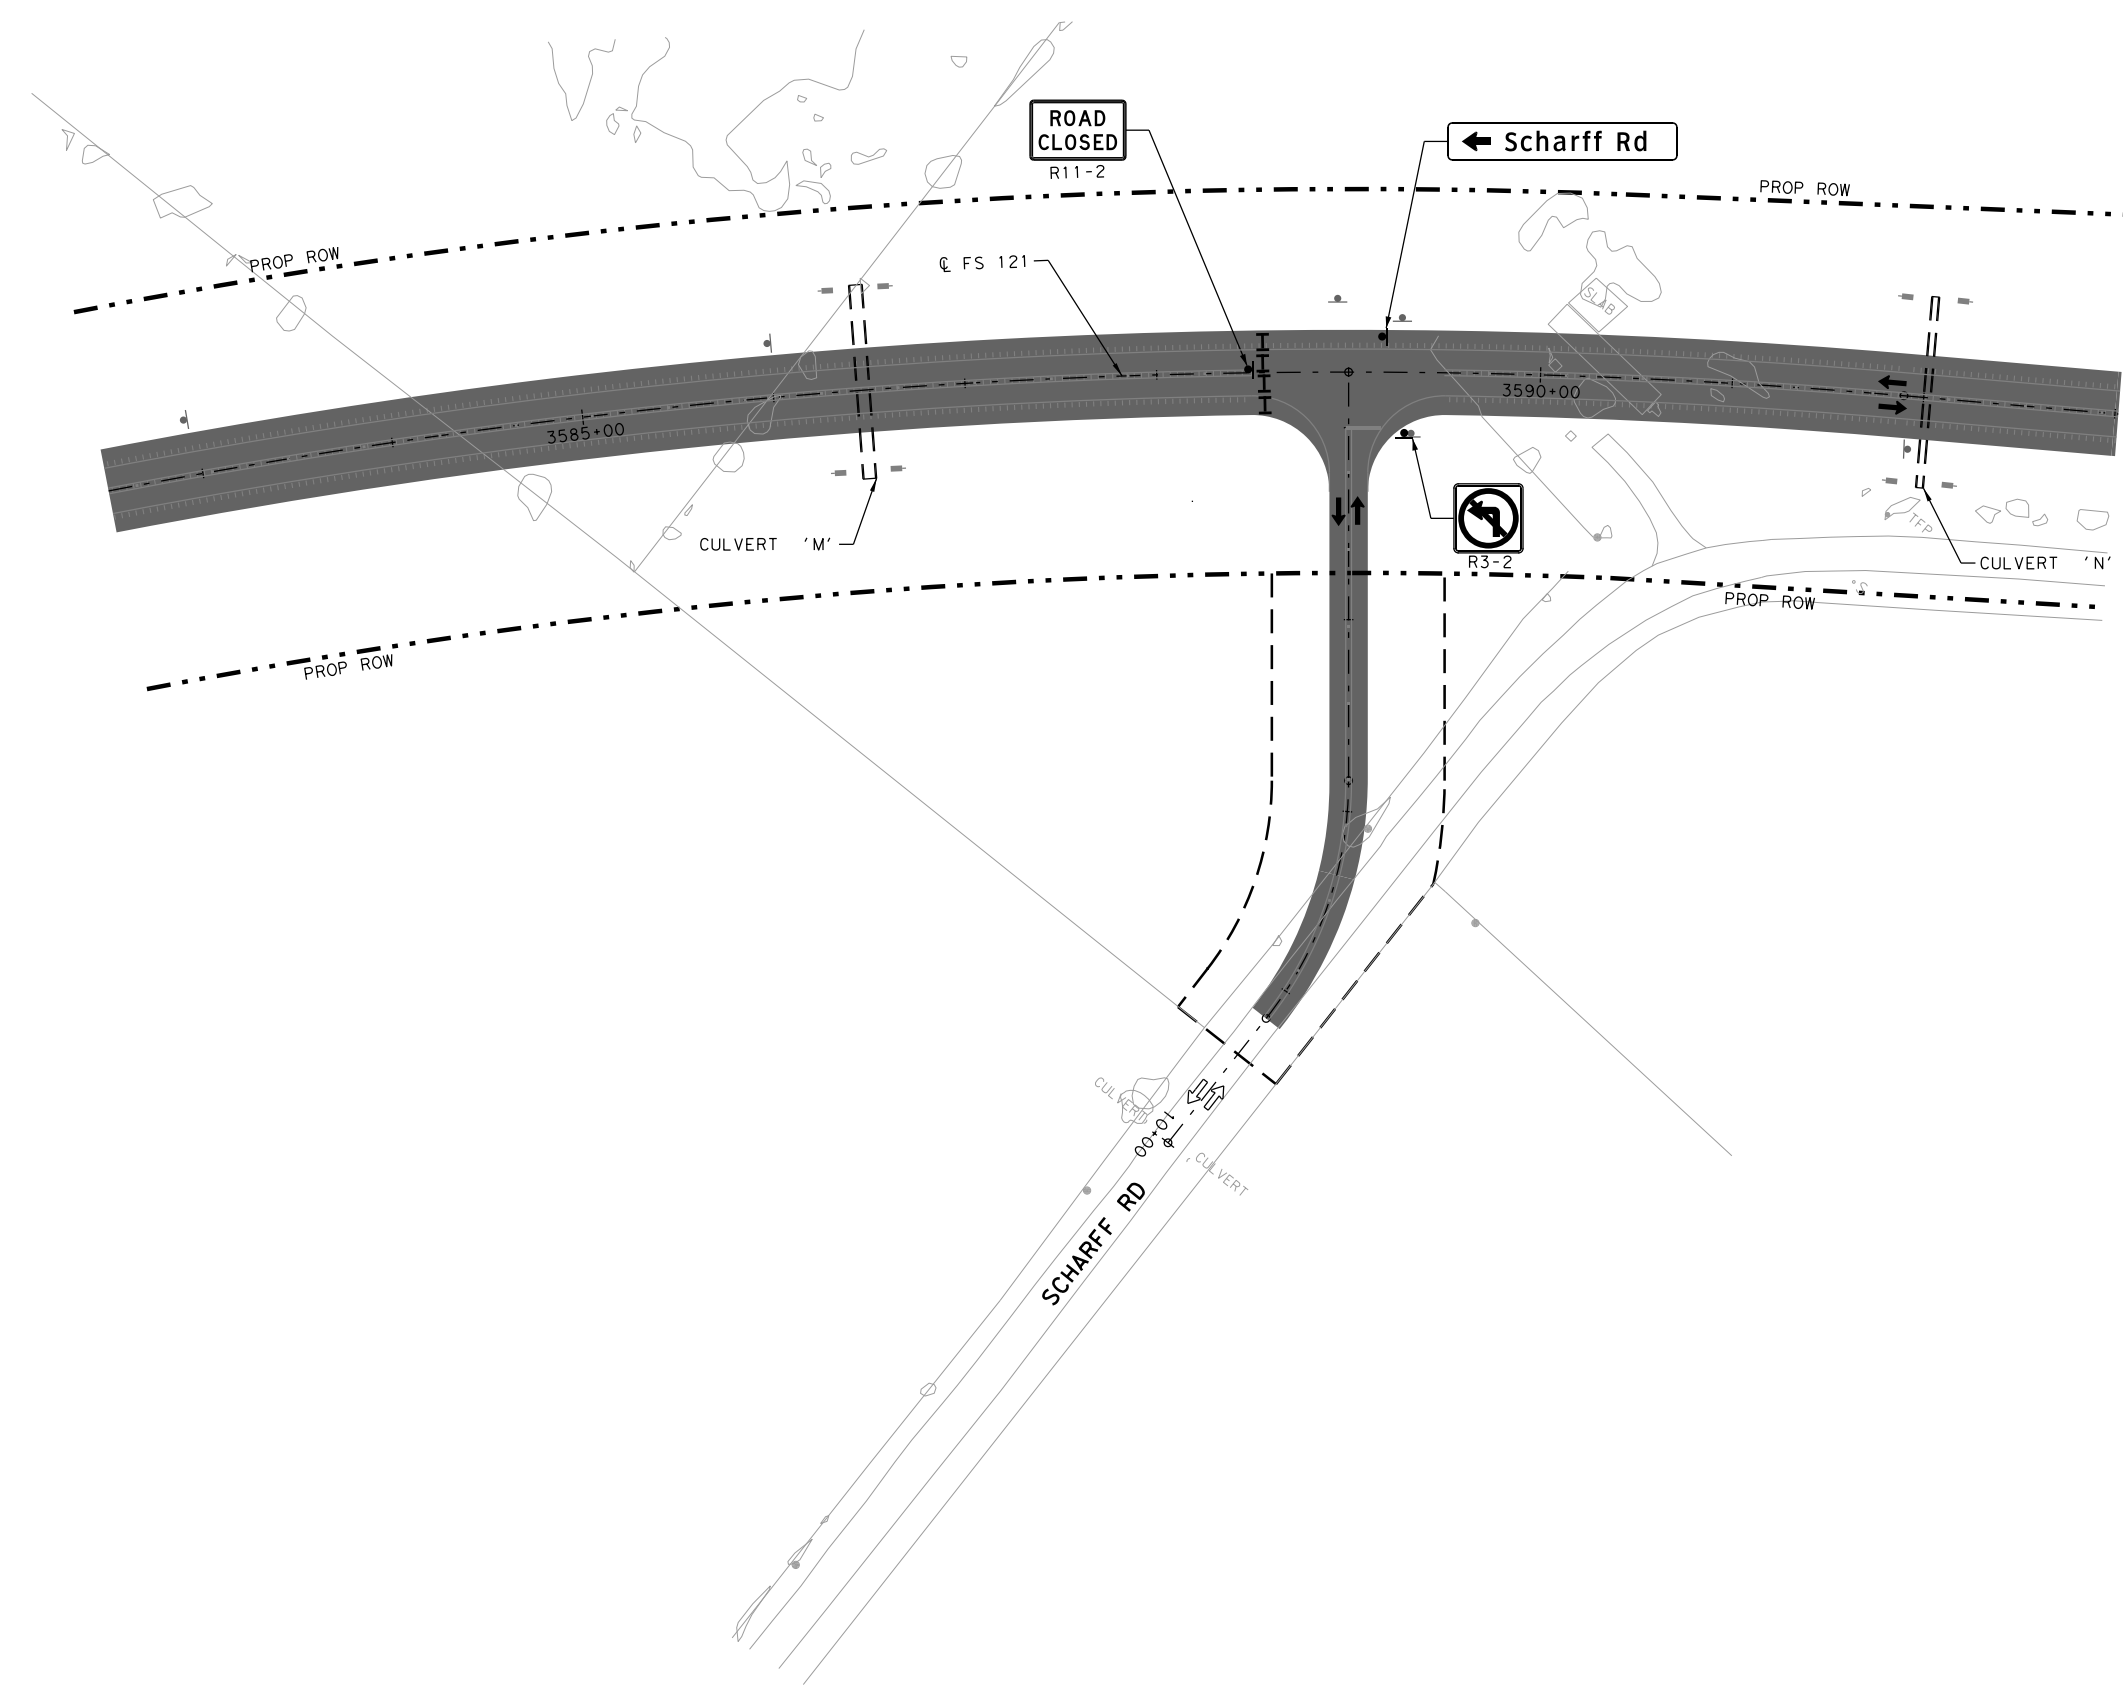 ROAD
CLOSED
R11-2
← Scharff Rd
PROP ROW
PROP ROW
℄ FS 121
SLAB
3590+00
3585+00
CULVERT 'M'
R3-2
TFP
CULVERT 'N'
PROP ROW
PROP ROW
CULVERT
10+00
CULVERT
SCHARFF RD